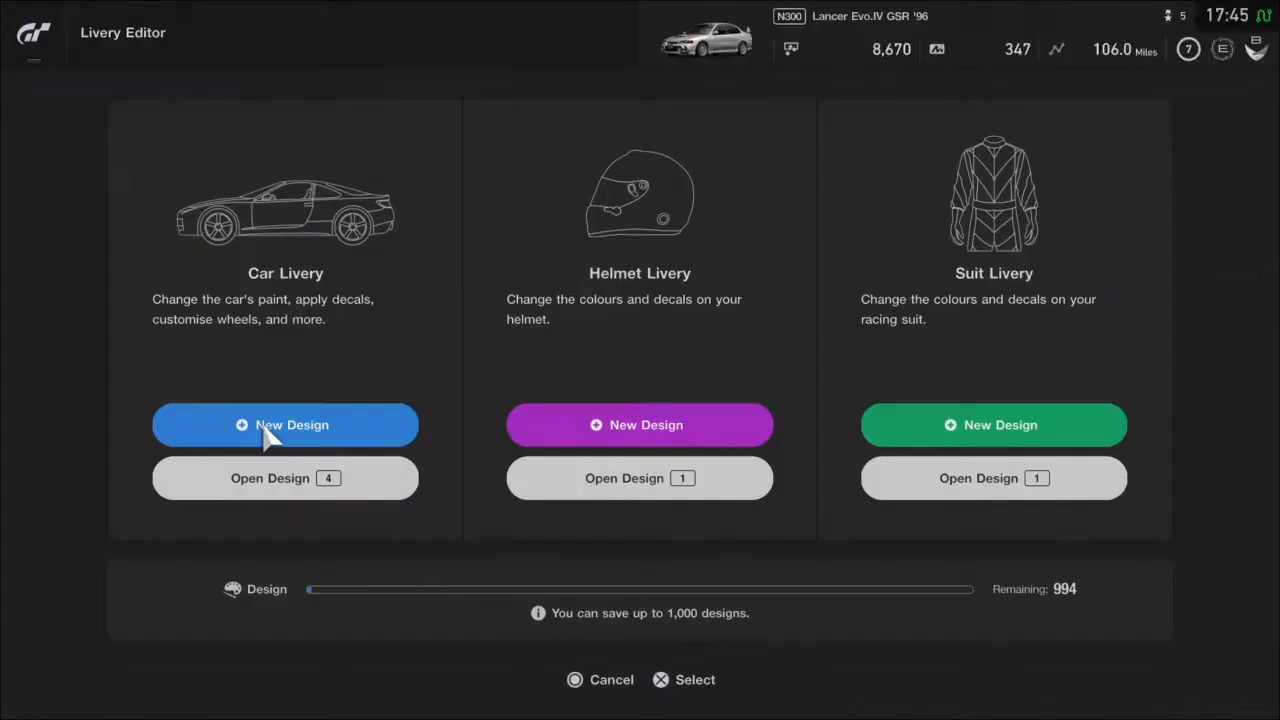 Livery Editor
N300 Lancer Evo.IV GSR '96
8,670 347 106.0 Miles
5 17:45
7 E B
Car Livery
Change the car's paint, apply decals,
customise wheels, and more.
New Design
Open Design 4
Helmet Livery
Change the colours and decals on your
helmet.
New Design
Open Design 1
Suit Livery
Change the colours and decals on your
racing suit.
New Design
Open Design 1
Design Remaining: 994
You can save up to 1,000 designs.
Cancel Select